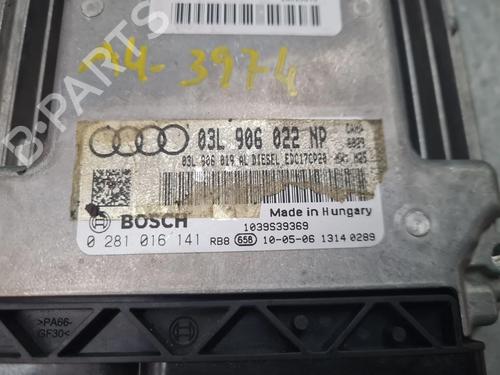 14-3974
03L 906 022 NP
03L 906 019 AL DIESEL EDC17CP20
BOSCH
Made in Hungary
1039S39369
0 281 016 141 RB8 658 10-05-06 1314 0289
>PA66-
GF30<
B-PARTS